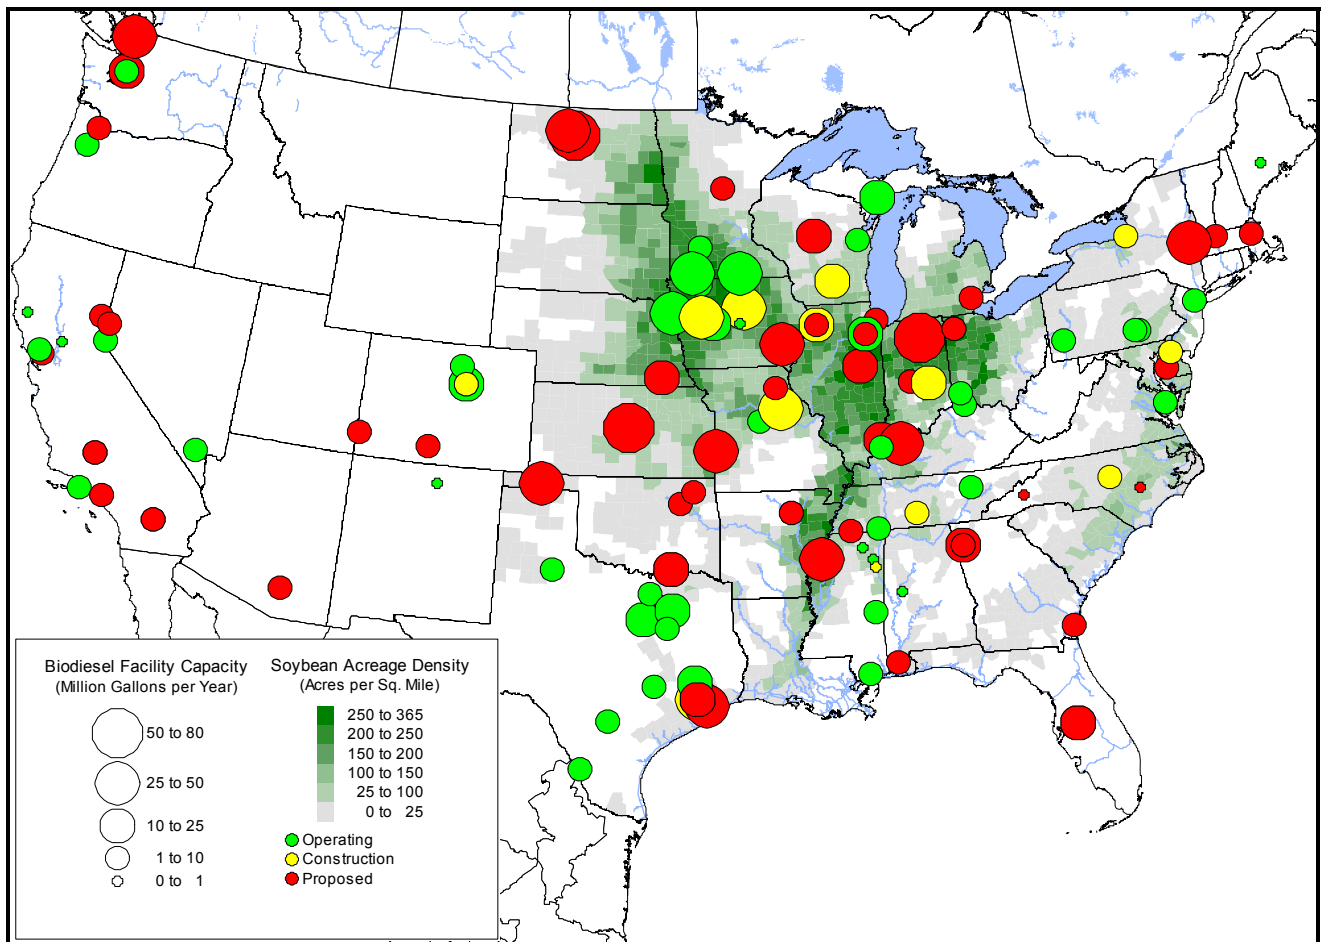 Biodiesel Facility Capacity
(Million Gallons per Year)
50 to 80
25 to 50
10 to 25
1 to 10
0 to 1
Soybean Acreage Density
(Acres per Sq. Mile)
250 to 365
200 to 250
150 to 200
100 to 150
25 to 100
0 to 25
Operating
Construction
Proposed